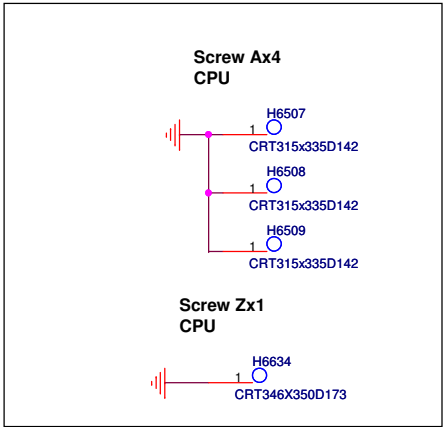 Screw Ax4
CPU
H6507
1
CRT315x335D142
H6508
1
CRT315x335D142
H6509
1
CRT315x335D142
Screw Zx1
CPU
H6634
1
CRT346X350D173